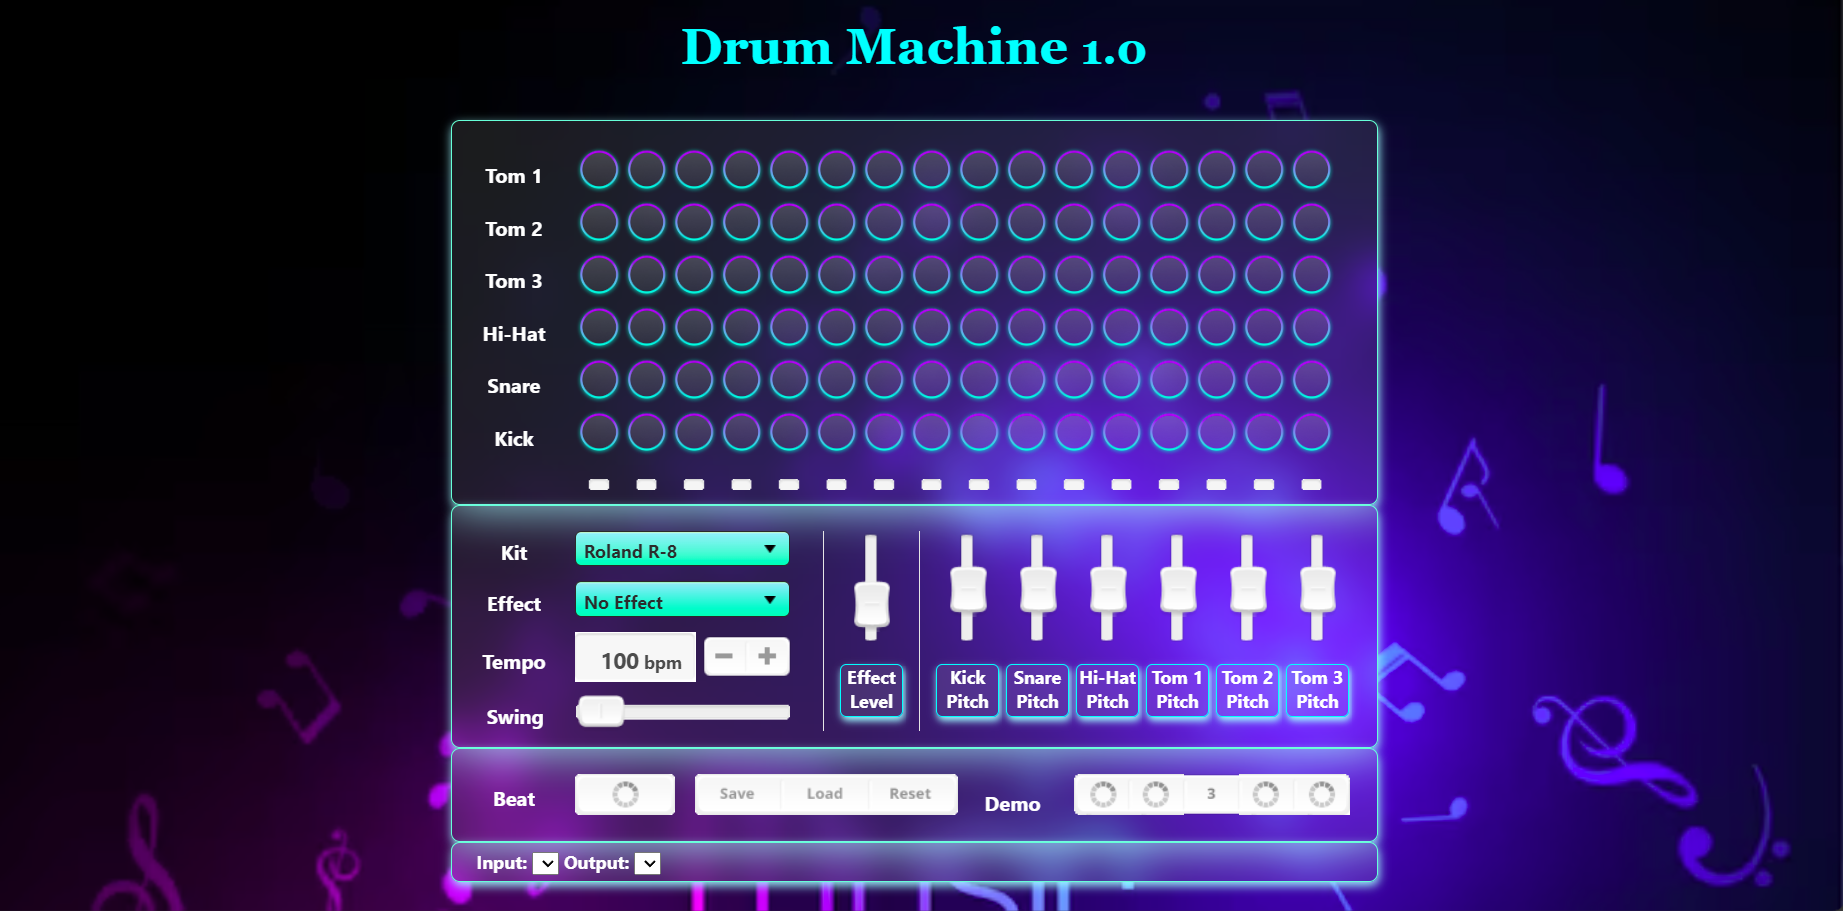 Drum Machine 1.0
Tom 1
Tom 2
Tom 3
Hi-Hat
Snare
Kick
Kit
Roland R-8
Effect
No Effect
Tempo
100 bpm
Swing
Effect
Level
Kick
Pitch
Snare
Pitch
Hi-Hat
Pitch
Tom 1
Pitch
Tom 2
Pitch
Tom 3
Pitch
Beat
Save
Load
Reset
Demo
3
Input:
Output: